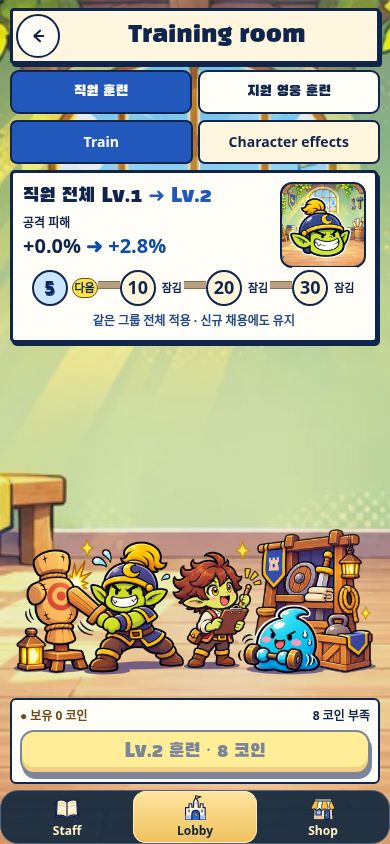 Training room
직원 훈련
지원 영웅 훈련
Train
Character effects
직원 전체 Lv.1 → Lv.2
공격 피해
+0.0% → +2.8%
5 다음 10 잠김 20 잠김 30 잠김
같은 그룹 전체 적용 · 신규 채용에도 유지
● 보유 0 코인
8 코인 부족
Lv.2 훈련 · 8 코인
Staff
Lobby
Shop